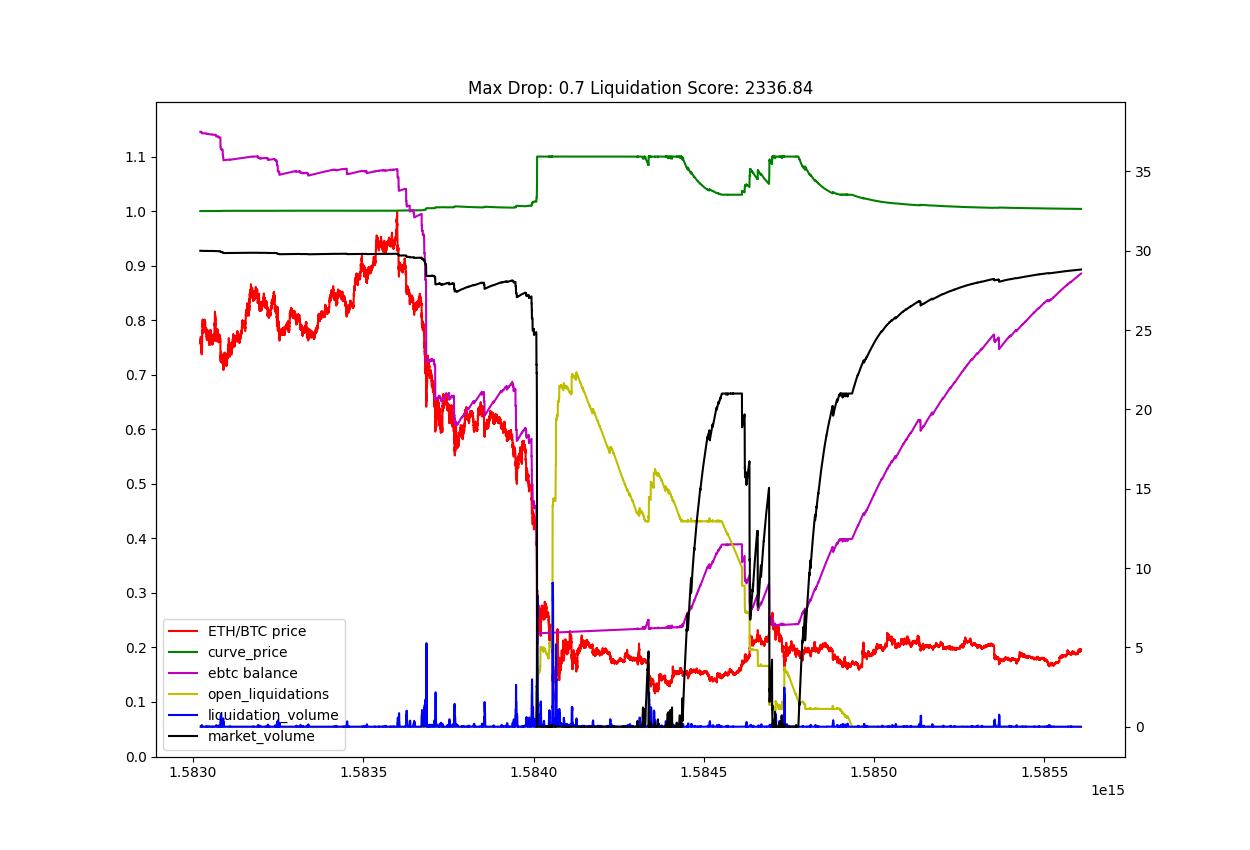 Max Drop: 0.7 Liquidation Score: 2336.84
1.1
1.0
0.9
0.8
0.7
0.6
0.5
0.4
0.3
0.2
0.1
0.0
35
30
25
20
15
10
5
0
ETH/BTC price
curve_price
ebtc balance
open_liquidations
liquidation_volume
market_volume
1.5830 1.5835 1.5840 1.5845 1.5850 1.5855
1e15